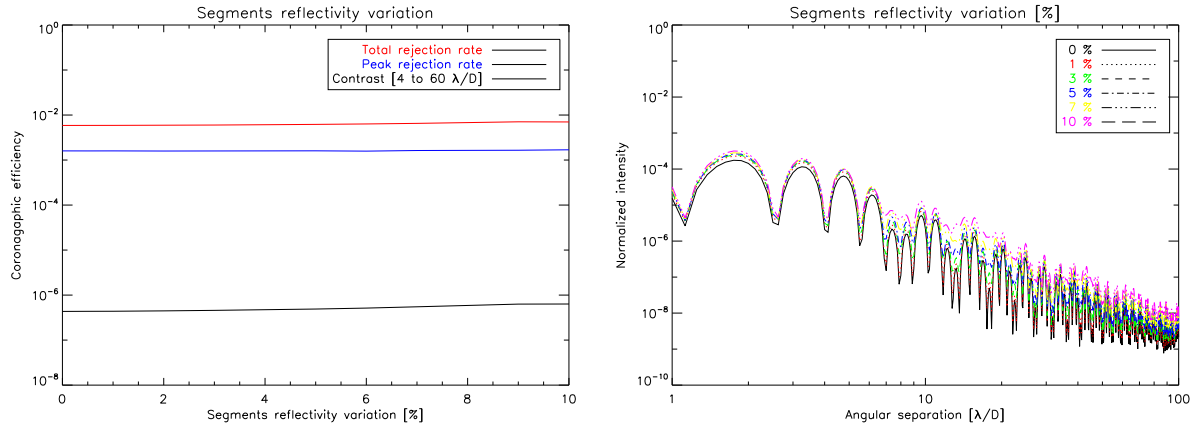 Segments reflectivity variation
10^0
10^-2
10^-4
10^-6
10^-8
Coronagraphic efficiency
Total rejection rate
Peak rejection rate
Contrast [4 to 60 λ/D]
0 2 4 6 8 10
Segments reflectivity variation [%]
Segments reflectivity variation [%]
10^0
10^-2
10^-4
10^-6
10^-8
10^-10
Normalized intensity
0 %
1 %
3 %
5 %
7 %
10 %
1 10 100
Angular separation [λ/D]